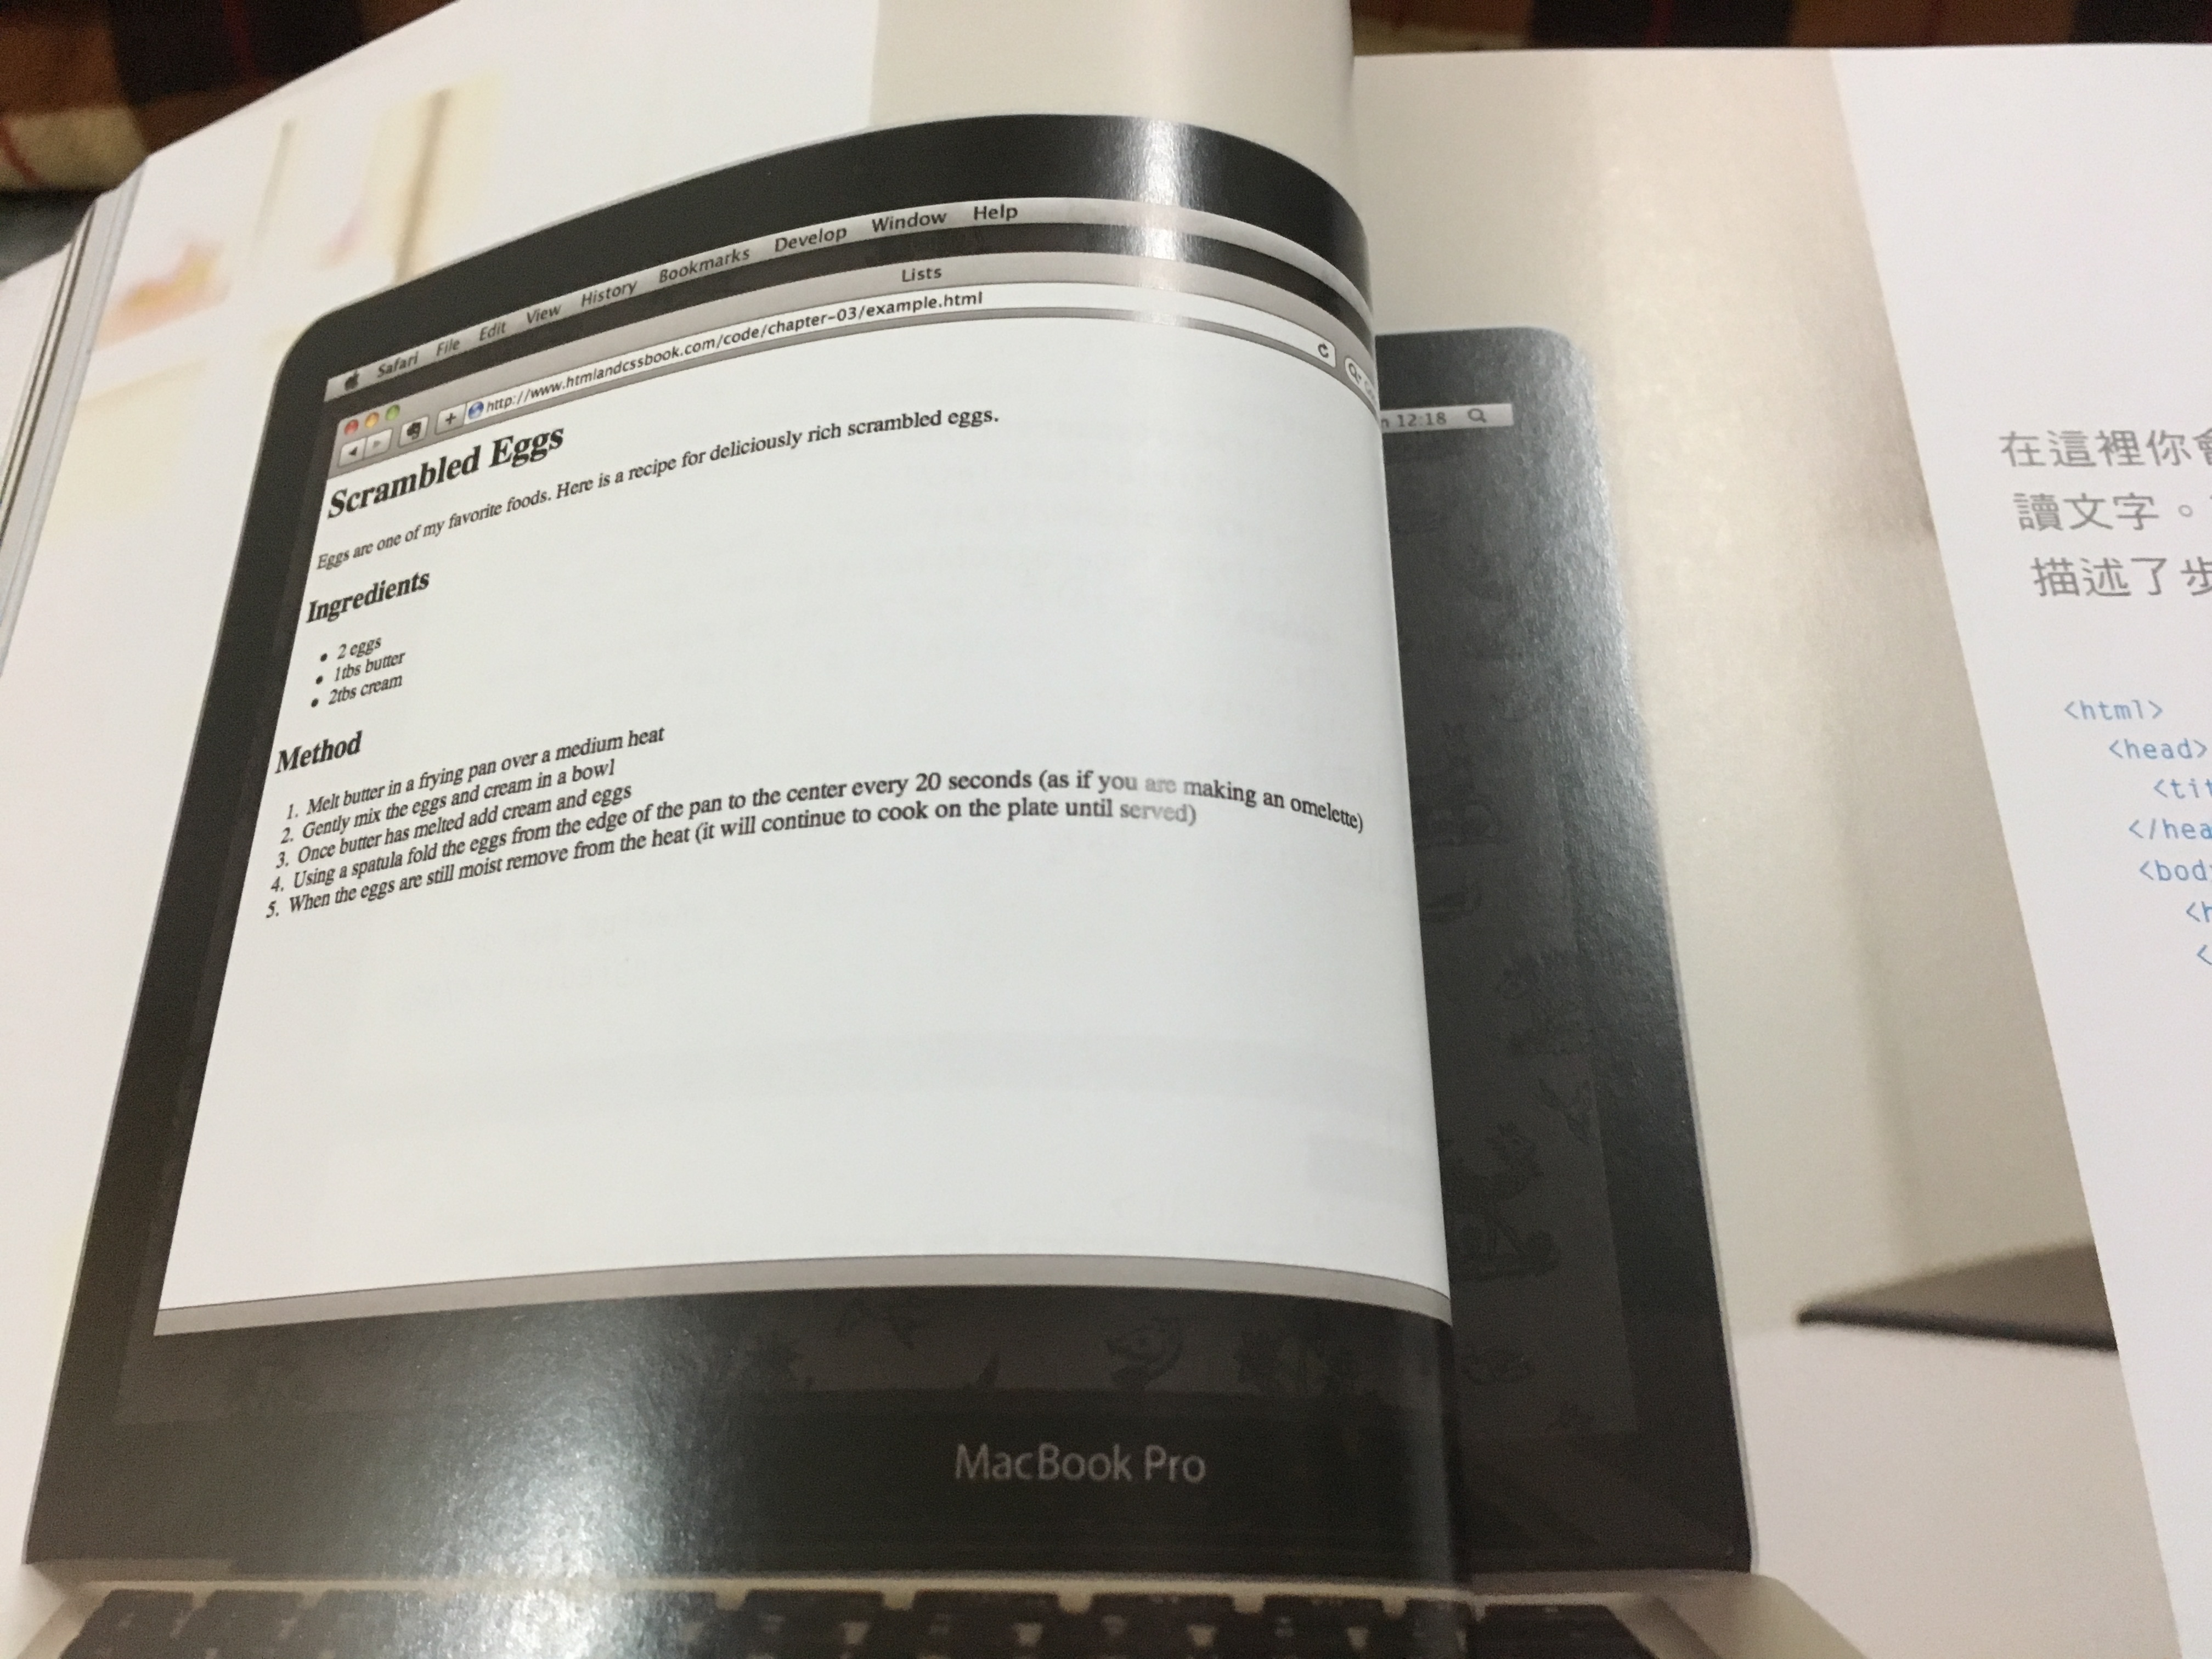 Safari File Edit View History Bookmarks Develop Window Help
Lists
http://www.htmlandcssbook.com/code/chapter-03/example.html
12:18
Scrambled Eggs
Eggs are one of my favorite foods. Here is a recipe for deliciously rich scrambled eggs.
Ingredients
• 2 eggs
• 1tbs butter
• 2tbs cream
Method
1. Melt butter in a frying pan over a medium heat
2. Gently mix the eggs and cream in a bowl
3. Once butter has melted add cream and eggs
4. Using a spatula fold the eggs from the edge of the pan to the center every 20 seconds (as if you are making an omelette)
5. When the eggs are still moist remove from the heat (it will continue to cook on the plate until served)
MacBook Pro
在這裡你會
讀文字。
描述了步
<html>
<head>
<tit
</hea
<bod
<h
<